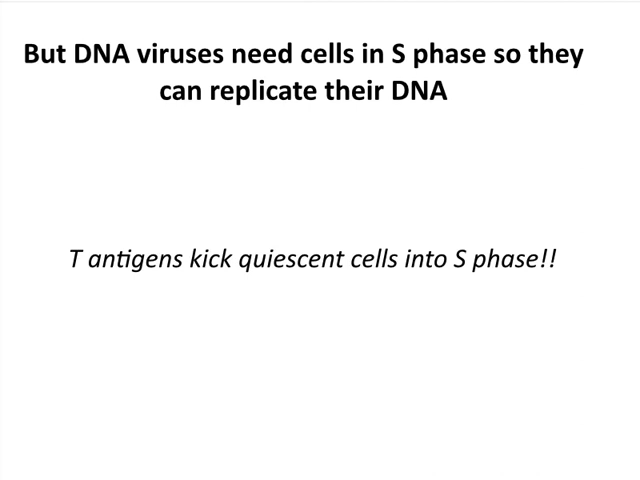 But DNA viruses need cells in S phase so they
can replicate their DNA
T antigens kick quiescent cells into S phase!!